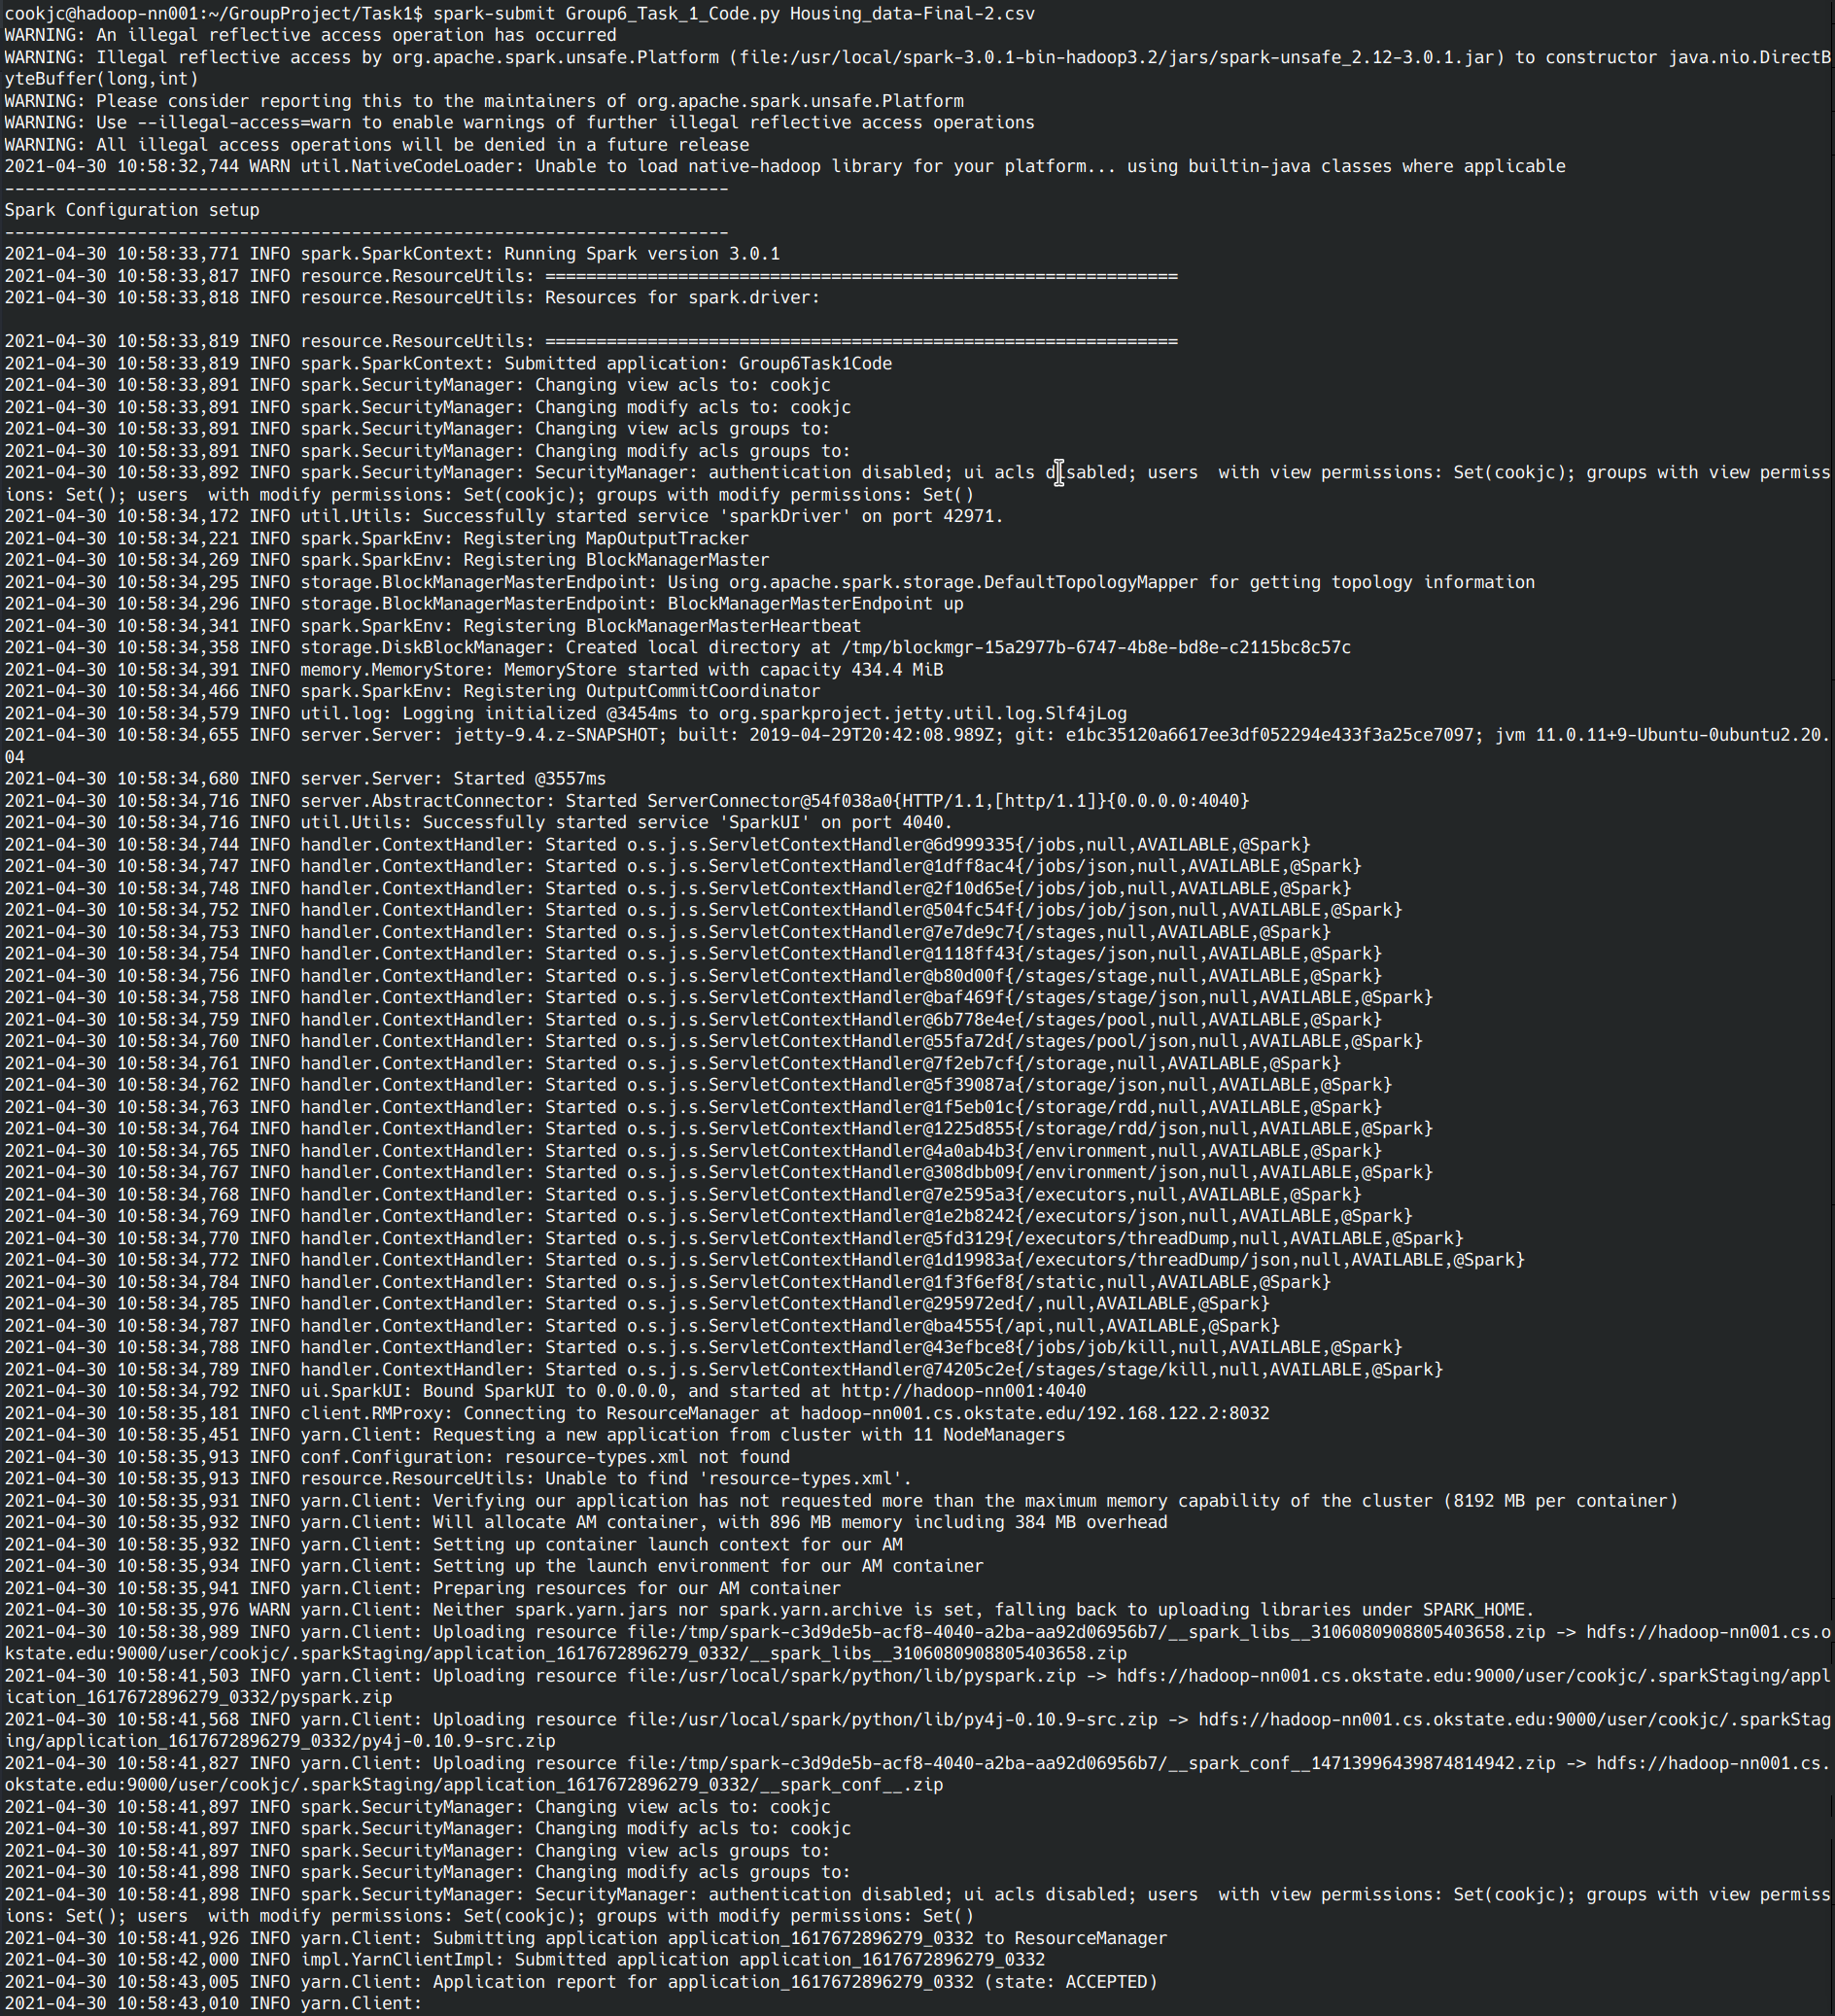 cookjc@hadoop-nn001:~/GroupProject/Task1$ spark-submit Group6_Task_1_Code.py Housing_data-Final-2.csv
WARNING: An illegal reflective access operation has occurred
WARNING: Illegal reflective access by org.apache.spark.unsafe.Platform (file:/usr/local/spark-3.0.1-bin-hadoop3.2/jars/spark-unsafe_2.12-3.0.1.jar) to constructor java.nio.DirectB
yteBuffer(long,int)
WARNING: Please consider reporting this to the maintainers of org.apache.spark.unsafe.Platform
WARNING: Use --illegal-access=warn to enable warnings of further illegal reflective access operations
WARNING: All illegal access operations will be denied in a future release
2021-04-30 10:58:32,744 WARN util.NativeCodeLoader: Unable to load native-hadoop library for your platform... using builtin-java classes where applicable
-----------------------------------------------------------------------
Spark Configuration setup
-----------------------------------------------------------------------
2021-04-30 10:58:33,771 INFO spark.SparkContext: Running Spark version 3.0.1
2021-04-30 10:58:33,817 INFO resource.ResourceUtils: ==============================================================
2021-04-30 10:58:33,818 INFO resource.ResourceUtils: Resources for spark.driver:

2021-04-30 10:58:33,819 INFO resource.ResourceUtils: ==============================================================
2021-04-30 10:58:33,819 INFO spark.SparkContext: Submitted application: Group6Task1Code
2021-04-30 10:58:33,891 INFO spark.SecurityManager: Changing view acls to: cookjc
2021-04-30 10:58:33,891 INFO spark.SecurityManager: Changing modify acls to: cookjc
2021-04-30 10:58:33,891 INFO spark.SecurityManager: Changing view acls groups to:
2021-04-30 10:58:33,891 INFO spark.SecurityManager: Changing modify acls groups to:
2021-04-30 10:58:33,892 INFO spark.SecurityManager: SecurityManager: authentication disabled; ui acls disabled; users  with view permissions: Set(cookjc); groups with view permiss
ions: Set(); users  with modify permissions: Set(cookjc); groups with modify permissions: Set()
2021-04-30 10:58:34,172 INFO util.Utils: Successfully started service 'sparkDriver' on port 42971.
2021-04-30 10:58:34,221 INFO spark.SparkEnv: Registering MapOutputTracker
2021-04-30 10:58:34,269 INFO spark.SparkEnv: Registering BlockManagerMaster
2021-04-30 10:58:34,295 INFO storage.BlockManagerMasterEndpoint: Using org.apache.spark.storage.DefaultTopologyMapper for getting topology information
2021-04-30 10:58:34,296 INFO storage.BlockManagerMasterEndpoint: BlockManagerMasterEndpoint up
2021-04-30 10:58:34,341 INFO spark.SparkEnv: Registering BlockManagerMasterHeartbeat
2021-04-30 10:58:34,358 INFO storage.DiskBlockManager: Created local directory at /tmp/blockmgr-15a2977b-6747-4b8e-bd8e-c2115bc8c57c
2021-04-30 10:58:34,391 INFO memory.MemoryStore: MemoryStore started with capacity 434.4 MiB
2021-04-30 10:58:34,466 INFO spark.SparkEnv: Registering OutputCommitCoordinator
2021-04-30 10:58:34,579 INFO util.log: Logging initialized @3454ms to org.sparkproject.jetty.util.log.Slf4jLog
2021-04-30 10:58:34,655 INFO server.Server: jetty-9.4.z-SNAPSHOT; built: 2019-04-29T20:42:08.989Z; git: e1bc35120a6617ee3df052294e433f3a25ce7097; jvm 11.0.11+9-Ubuntu-0ubuntu2.20.
04
2021-04-30 10:58:34,680 INFO server.Server: Started @3557ms
2021-04-30 10:58:34,716 INFO server.AbstractConnector: Started ServerConnector@54f038a0{HTTP/1.1,[http/1.1]}{0.0.0.0:4040}
2021-04-30 10:58:34,716 INFO util.Utils: Successfully started service 'SparkUI' on port 4040.
2021-04-30 10:58:34,744 INFO handler.ContextHandler: Started o.s.j.s.ServletContextHandler@6d999335{/jobs,null,AVAILABLE,@Spark}
2021-04-30 10:58:34,747 INFO handler.ContextHandler: Started o.s.j.s.ServletContextHandler@1dff8ac4{/jobs/json,null,AVAILABLE,@Spark}
2021-04-30 10:58:34,748 INFO handler.ContextHandler: Started o.s.j.s.ServletContextHandler@2f10d65e{/jobs/job,null,AVAILABLE,@Spark}
2021-04-30 10:58:34,752 INFO handler.ContextHandler: Started o.s.j.s.ServletContextHandler@504fc54f{/jobs/job/json,null,AVAILABLE,@Spark}
2021-04-30 10:58:34,753 INFO handler.ContextHandler: Started o.s.j.s.ServletContextHandler@7e7de9c7{/stages,null,AVAILABLE,@Spark}
2021-04-30 10:58:34,754 INFO handler.ContextHandler: Started o.s.j.s.ServletContextHandler@1118ff43{/stages/json,null,AVAILABLE,@Spark}
2021-04-30 10:58:34,756 INFO handler.ContextHandler: Started o.s.j.s.ServletContextHandler@b80d00f{/stages/stage,null,AVAILABLE,@Spark}
2021-04-30 10:58:34,758 INFO handler.ContextHandler: Started o.s.j.s.ServletContextHandler@baf469f{/stages/stage/json,null,AVAILABLE,@Spark}
2021-04-30 10:58:34,759 INFO handler.ContextHandler: Started o.s.j.s.ServletContextHandler@6b778e4e{/stages/pool,null,AVAILABLE,@Spark}
2021-04-30 10:58:34,760 INFO handler.ContextHandler: Started o.s.j.s.ServletContextHandler@55fa72d{/stages/pool/json,null,AVAILABLE,@Spark}
2021-04-30 10:58:34,761 INFO handler.ContextHandler: Started o.s.j.s.ServletContextHandler@7f2eb7cf{/storage,null,AVAILABLE,@Spark}
2021-04-30 10:58:34,762 INFO handler.ContextHandler: Started o.s.j.s.ServletContextHandler@5f39087a{/storage/json,null,AVAILABLE,@Spark}
2021-04-30 10:58:34,763 INFO handler.ContextHandler: Started o.s.j.s.ServletContextHandler@1f5eb01c{/storage/rdd,null,AVAILABLE,@Spark}
2021-04-30 10:58:34,764 INFO handler.ContextHandler: Started o.s.j.s.ServletContextHandler@1225d855{/storage/rdd/json,null,AVAILABLE,@Spark}
2021-04-30 10:58:34,765 INFO handler.ContextHandler: Started o.s.j.s.ServletContextHandler@4a0ab4b3{/environment,null,AVAILABLE,@Spark}
2021-04-30 10:58:34,767 INFO handler.ContextHandler: Started o.s.j.s.ServletContextHandler@308dbb09{/environment/json,null,AVAILABLE,@Spark}
2021-04-30 10:58:34,768 INFO handler.ContextHandler: Started o.s.j.s.ServletContextHandler@7e2595a3{/executors,null,AVAILABLE,@Spark}
2021-04-30 10:58:34,769 INFO handler.ContextHandler: Started o.s.j.s.ServletContextHandler@1e2b8242{/executors/json,null,AVAILABLE,@Spark}
2021-04-30 10:58:34,770 INFO handler.ContextHandler: Started o.s.j.s.ServletContextHandler@5fd3129{/executors/threadDump,null,AVAILABLE,@Spark}
2021-04-30 10:58:34,772 INFO handler.ContextHandler: Started o.s.j.s.ServletContextHandler@1d19983a{/executors/threadDump/json,null,AVAILABLE,@Spark}
2021-04-30 10:58:34,784 INFO handler.ContextHandler: Started o.s.j.s.ServletContextHandler@1f3f6ef8{/static,null,AVAILABLE,@Spark}
2021-04-30 10:58:34,785 INFO handler.ContextHandler: Started o.s.j.s.ServletContextHandler@295972ed{/,null,AVAILABLE,@Spark}
2021-04-30 10:58:34,787 INFO handler.ContextHandler: Started o.s.j.s.ServletContextHandler@ba4555{/api,null,AVAILABLE,@Spark}
2021-04-30 10:58:34,788 INFO handler.ContextHandler: Started o.s.j.s.ServletContextHandler@43efbce8{/jobs/job/kill,null,AVAILABLE,@Spark}
2021-04-30 10:58:34,789 INFO handler.ContextHandler: Started o.s.j.s.ServletContextHandler@74205c2e{/stages/stage/kill,null,AVAILABLE,@Spark}
2021-04-30 10:58:34,792 INFO ui.SparkUI: Bound SparkUI to 0.0.0.0, and started at http://hadoop-nn001:4040
2021-04-30 10:58:35,181 INFO client.RMProxy: Connecting to ResourceManager at hadoop-nn001.cs.okstate.edu/192.168.122.2:8032
2021-04-30 10:58:35,451 INFO yarn.Client: Requesting a new application from cluster with 11 NodeManagers
2021-04-30 10:58:35,913 INFO conf.Configuration: resource-types.xml not found
2021-04-30 10:58:35,913 INFO resource.ResourceUtils: Unable to find 'resource-types.xml'.
2021-04-30 10:58:35,931 INFO yarn.Client: Verifying our application has not requested more than the maximum memory capability of the cluster (8192 MB per container)
2021-04-30 10:58:35,932 INFO yarn.Client: Will allocate AM container, with 896 MB memory including 384 MB overhead
2021-04-30 10:58:35,932 INFO yarn.Client: Setting up container launch context for our AM
2021-04-30 10:58:35,934 INFO yarn.Client: Setting up the launch environment for our AM container
2021-04-30 10:58:35,941 INFO yarn.Client: Preparing resources for our AM container
2021-04-30 10:58:35,976 WARN yarn.Client: Neither spark.yarn.jars nor spark.yarn.archive is set, falling back to uploading libraries under SPARK_HOME.
2021-04-30 10:58:38,989 INFO yarn.Client: Uploading resource file:/tmp/spark-c3d9de5b-acf8-4040-a2ba-aa92d06956b7/__spark_libs__3106080908805403658.zip -> hdfs://hadoop-nn001.cs.o
kstate.edu:9000/user/cookjc/.sparkStaging/application_1617672896279_0332/__spark_libs__3106080908805403658.zip
2021-04-30 10:58:41,503 INFO yarn.Client: Uploading resource file:/usr/local/spark/python/lib/pyspark.zip -> hdfs://hadoop-nn001.cs.okstate.edu:9000/user/cookjc/.sparkStaging/appl
ication_1617672896279_0332/pyspark.zip
2021-04-30 10:58:41,568 INFO yarn.Client: Uploading resource file:/usr/local/spark/python/lib/py4j-0.10.9-src.zip -> hdfs://hadoop-nn001.cs.okstate.edu:9000/user/cookjc/.sparkStag
ing/application_1617672896279_0332/py4j-0.10.9-src.zip
2021-04-30 10:58:41,827 INFO yarn.Client: Uploading resource file:/tmp/spark-c3d9de5b-acf8-4040-a2ba-aa92d06956b7/__spark_conf__14713996439874814942.zip -> hdfs://hadoop-nn001.cs.
okstate.edu:9000/user/cookjc/.sparkStaging/application_1617672896279_0332/__spark_conf__.zip
2021-04-30 10:58:41,897 INFO spark.SecurityManager: Changing view acls to: cookjc
2021-04-30 10:58:41,897 INFO spark.SecurityManager: Changing modify acls to: cookjc
2021-04-30 10:58:41,897 INFO spark.SecurityManager: Changing view acls groups to:
2021-04-30 10:58:41,898 INFO spark.SecurityManager: Changing modify acls groups to:
2021-04-30 10:58:41,898 INFO spark.SecurityManager: SecurityManager: authentication disabled; ui acls disabled; users  with view permissions: Set(cookjc); groups with view permiss
ions: Set(); users  with modify permissions: Set(cookjc); groups with modify permissions: Set()
2021-04-30 10:58:41,926 INFO yarn.Client: Submitting application application_1617672896279_0332 to ResourceManager
2021-04-30 10:58:42,000 INFO impl.YarnClientImpl: Submitted application application_1617672896279_0332
2021-04-30 10:58:43,005 INFO yarn.Client: Application report for application_1617672896279_0332 (state: ACCEPTED)
2021-04-30 10:58:43,010 INFO yarn.Client: